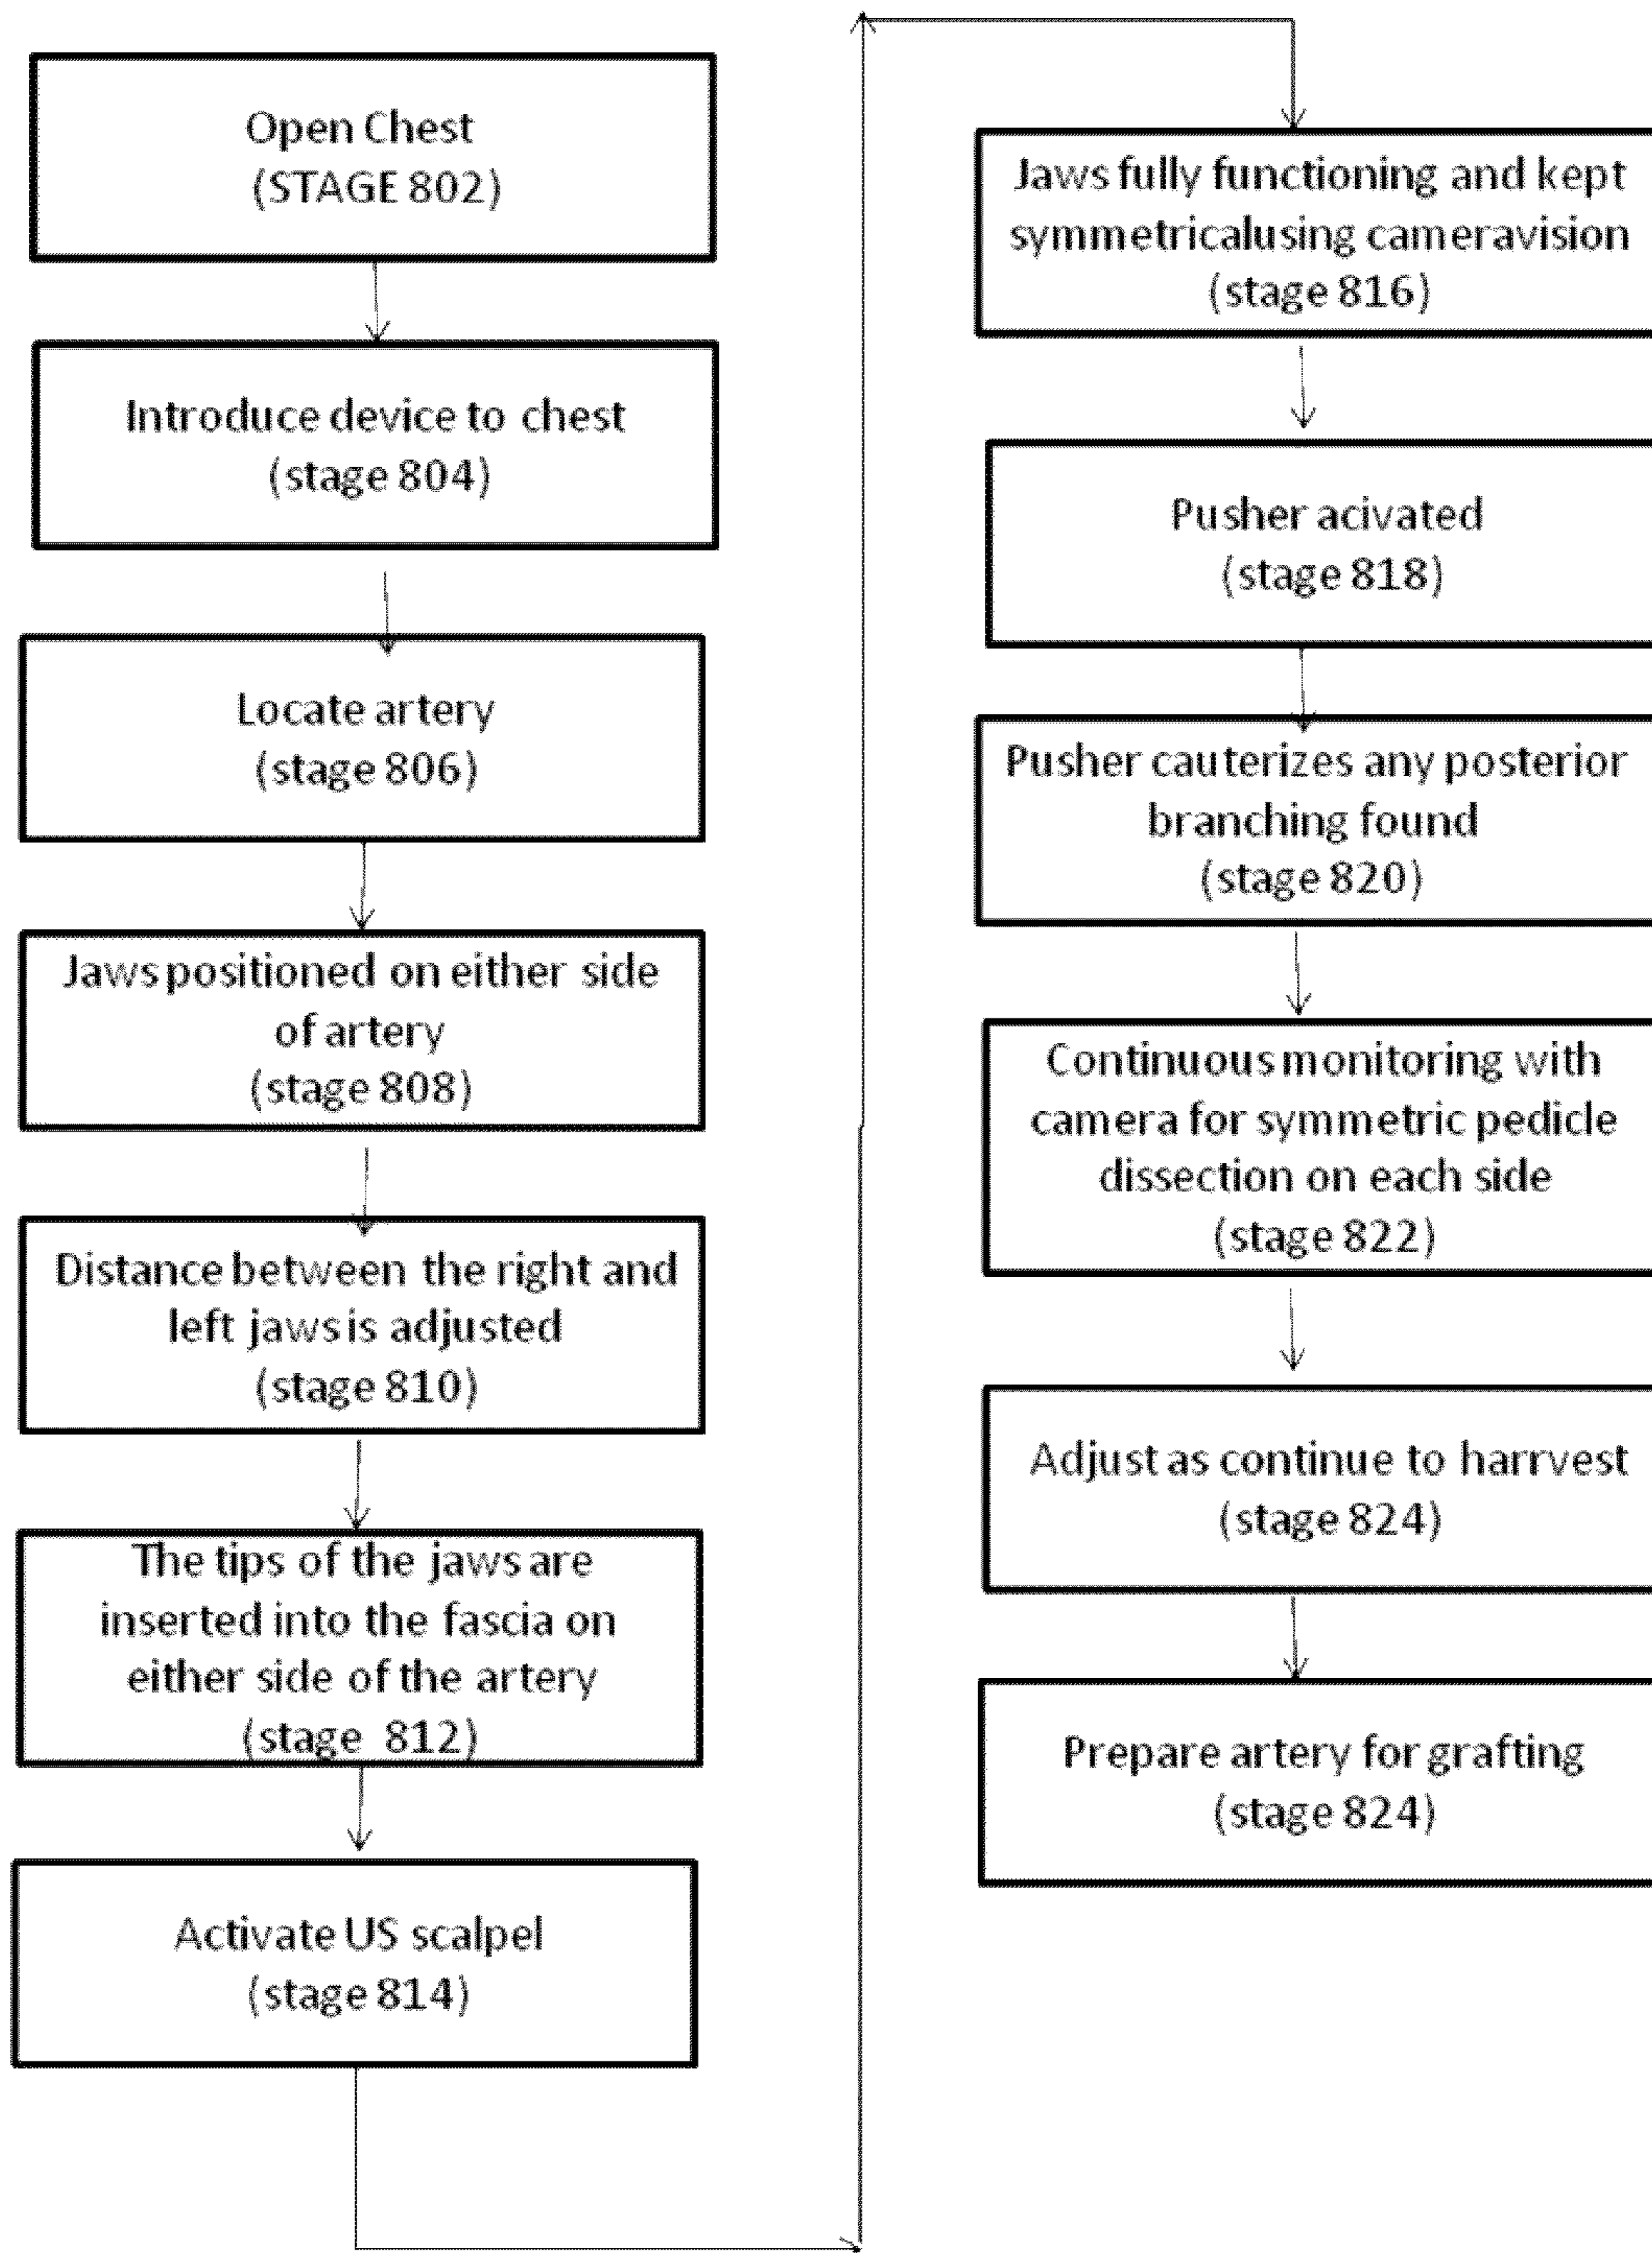 Open Chest
(STAGE 802)
Introduce device to chest
(stage 804)
Locate artery
(stage 806)
Jaws positioned on either side
of artery
(stage 808)
Distance between the right and
left jaws is adjusted
(stage 810)
The tips of the jaws are
inserted into the fascia on
either side of the artery
(stage 812)
Activate US scalpel
(stage 814)
Jaws fully functioning and kept
symmetricalusing cameravision
(stage 816)
Pusher acivated
(stage 818)
Pusher cauterizes any posterior
branching found
(stage 820)
Continuous monitoring with
camera for symmetric pedicle
dissection on each side
(stage 822)
Adjust as continue to harrvest
(stage 824)
Prepare artery for grafting
(stage 824)